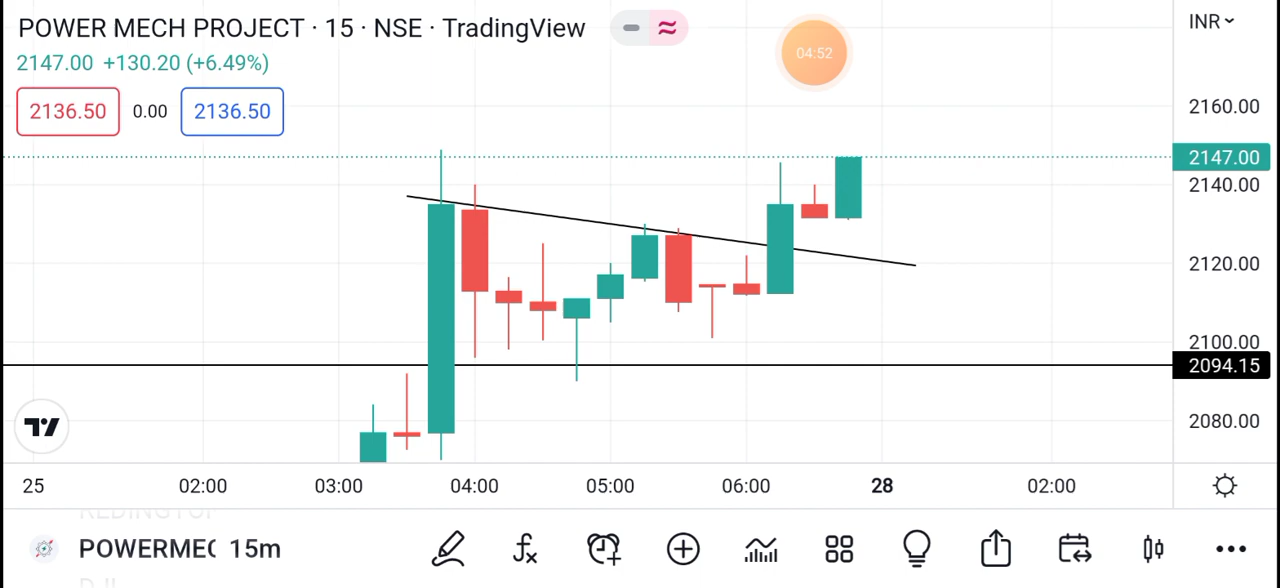 POWER MECH PROJECT · 15 · NSE · TradingView
INR
2147.00 +130.20 (+6.49%)
04:52
2136.50 0.00 2136.50
2160.00
2147.00
2140.00
2120.00
2100.00
2094.15
2080.00
25 02:00 03:00 04:00 05:00 06:00 28 02:00
POWERMEC 15m